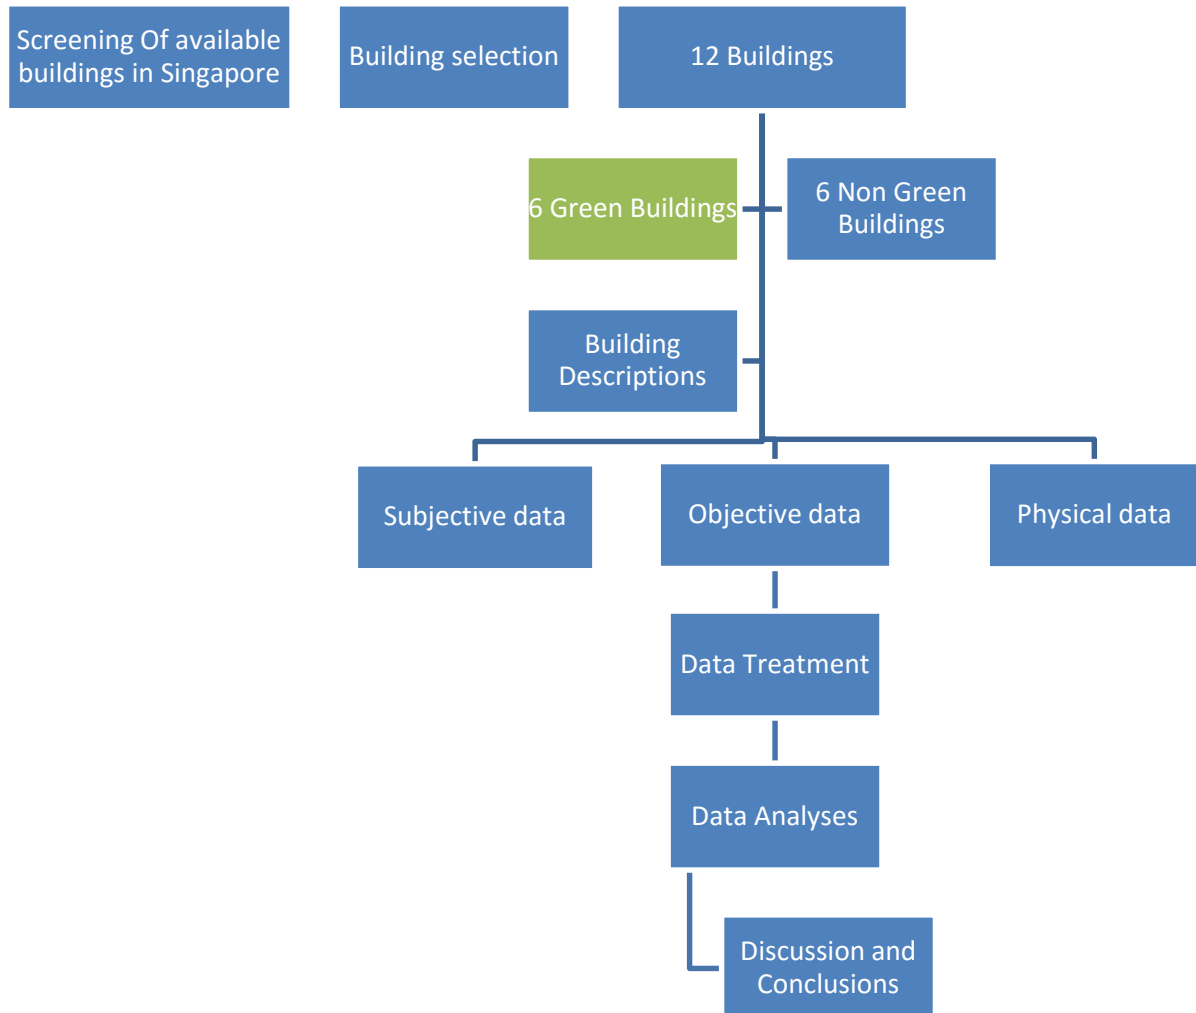 Screening Of available
buildings in Singapore
Building selection
12 Buildings
6 Green Buildings
6 Non Green
Buildings
Building
Descriptions
Subjective data
Objective data
Physical data
Data Treatment
Data Analyses
Discussion and
Conclusions